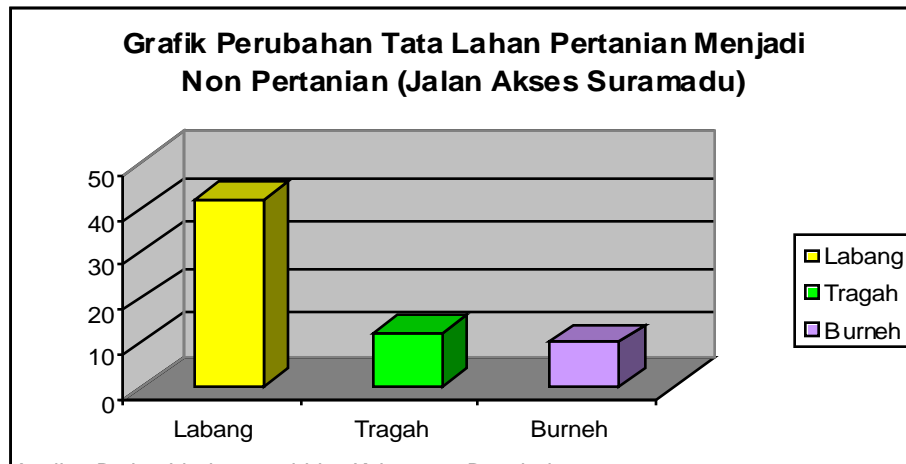 Grafik Perubahan Tata Lahan Pertanian Menjadi
Non Pertanian (Jalan Akses Suramadu)
50
40
30
20
10
0
Labang
Tragah
Burneh
Labang
Tragah
Burneh